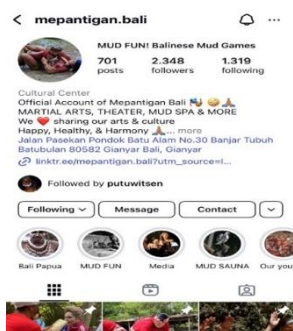 mepantigan.bali
MUD FUN! Balinese Mud Games
701 2.348 1.319
posts followers following
Cultural Center
Official Account of Mepantigan Bali
MARTIAL ARTS, THEATER, MUD SPA & MORE
We ❤️ sharing our arts & culture
Happy, Healthy, & Harmony 🙏... more
Jalan Pasekan Pondok Batu Alam No.30 Banjar Tubuh
Batubulan 80582 Gianyar Bali, Gianyar
linktr.ee/mepantigan.bali?utm_source=l...
Followed by putuwitsen
Following Message Contact
Bali Papua MUD FUN Media MUD SAUNA Our you